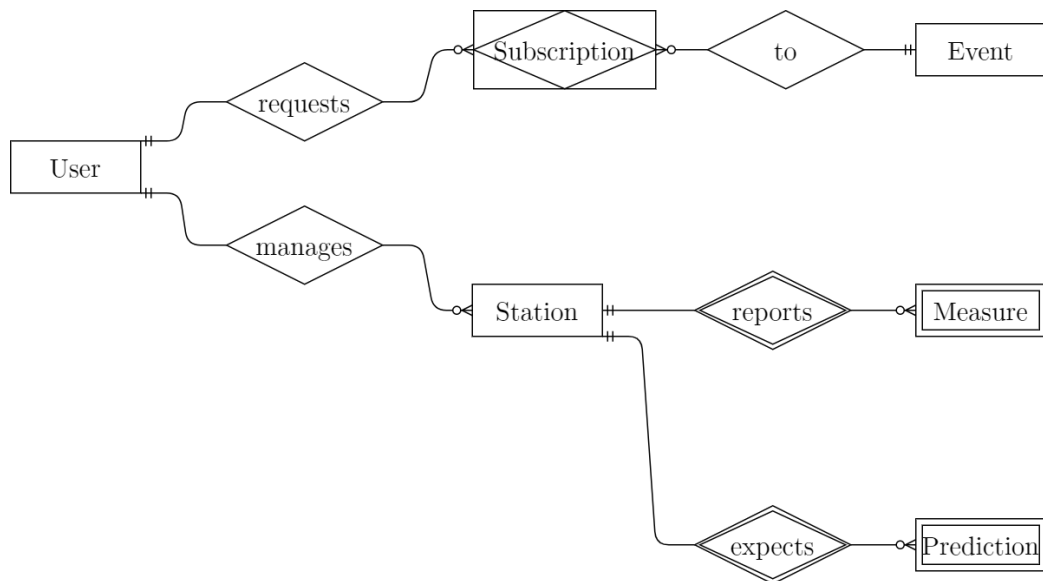 Subscription
to
Event
requests
User
manages
Station
reports
Measure
expects
Prediction